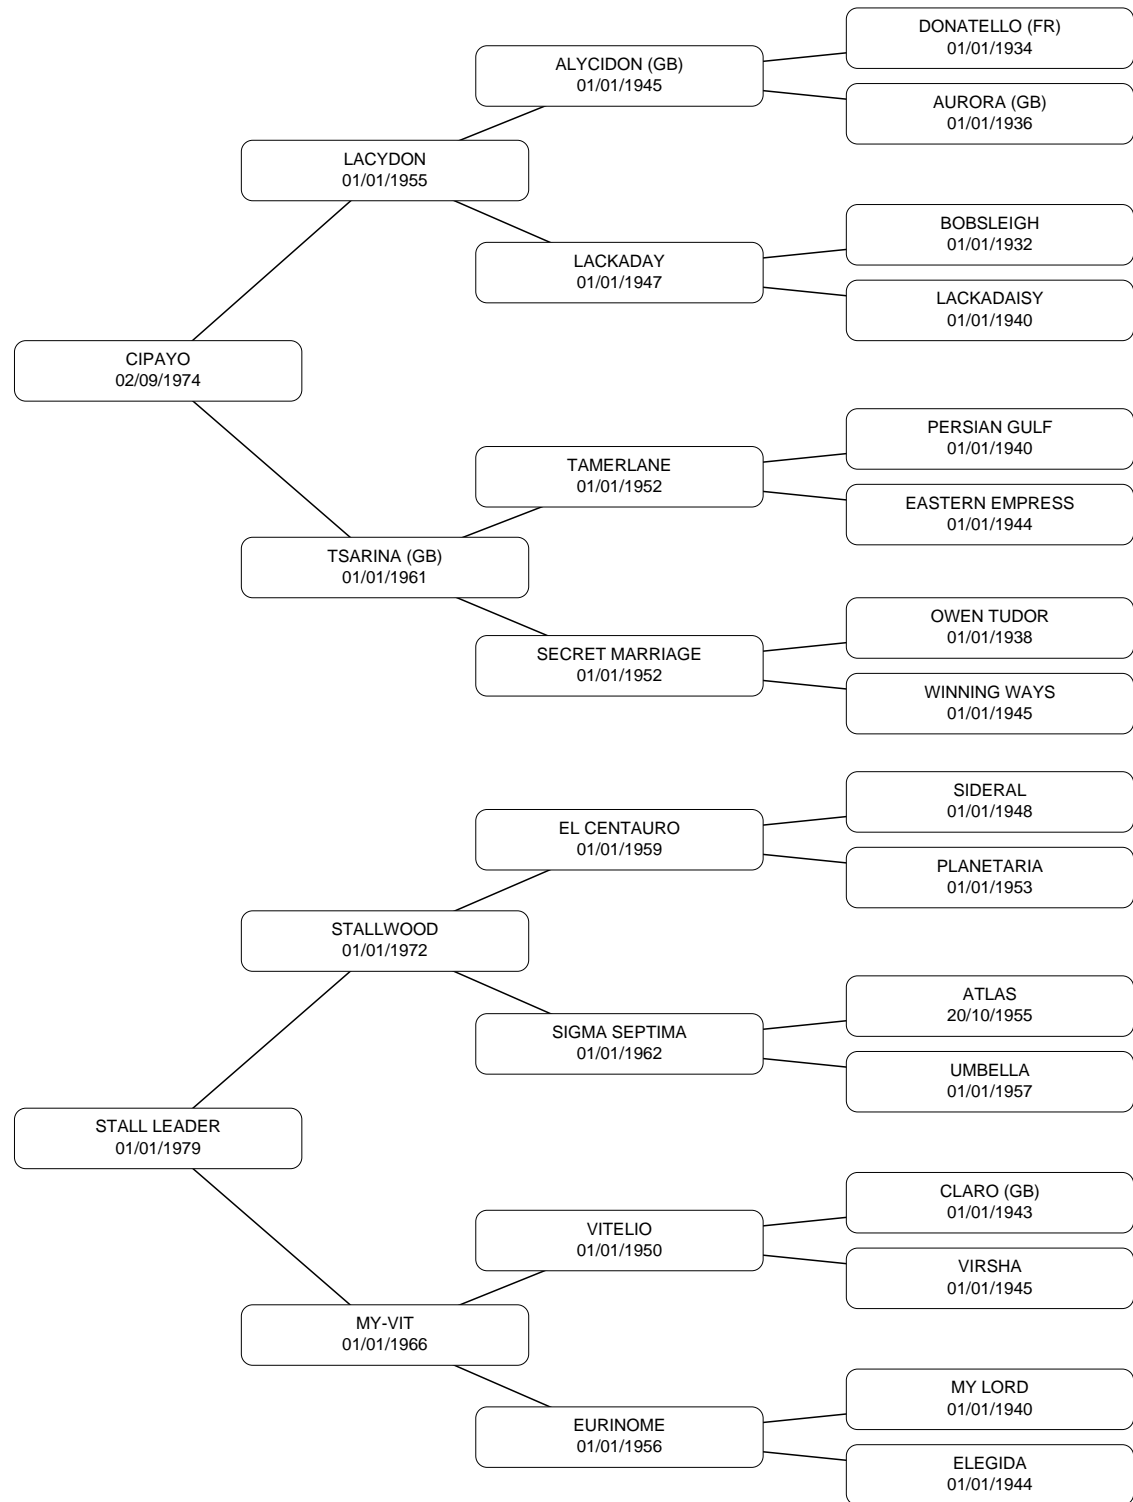 DONATELLO (FR)
01/01/1934
ALYCIDON (GB)
01/01/1945
AURORA (GB)
01/01/1936
LACYDON
01/01/1955
BOBSLEIGH
01/01/1932
LACKADAY
01/01/1947
LACKADAISY
01/01/1940
CIPAYO
02/09/1974
PERSIAN GULF
01/01/1940
TAMERLANE
01/01/1952
EASTERN EMPRESS
01/01/1944
TSARINA (GB)
01/01/1961
OWEN TUDOR
01/01/1938
SECRET MARRIAGE
01/01/1952
WINNING WAYS
01/01/1945
SIDERAL
01/01/1948
EL CENTAURO
01/01/1959
PLANETARIA
01/01/1953
STALLWOOD
01/01/1972
ATLAS
20/10/1955
SIGMA SEPTIMA
01/01/1962
UMBELLA
01/01/1957
STALL LEADER
01/01/1979
CLARO (GB)
01/01/1943
VITELIO
01/01/1950
VIRSHA
01/01/1945
MY-VIT
01/01/1966
MY LORD
01/01/1940
EURINOME
01/01/1956
ELEGIDA
01/01/1944